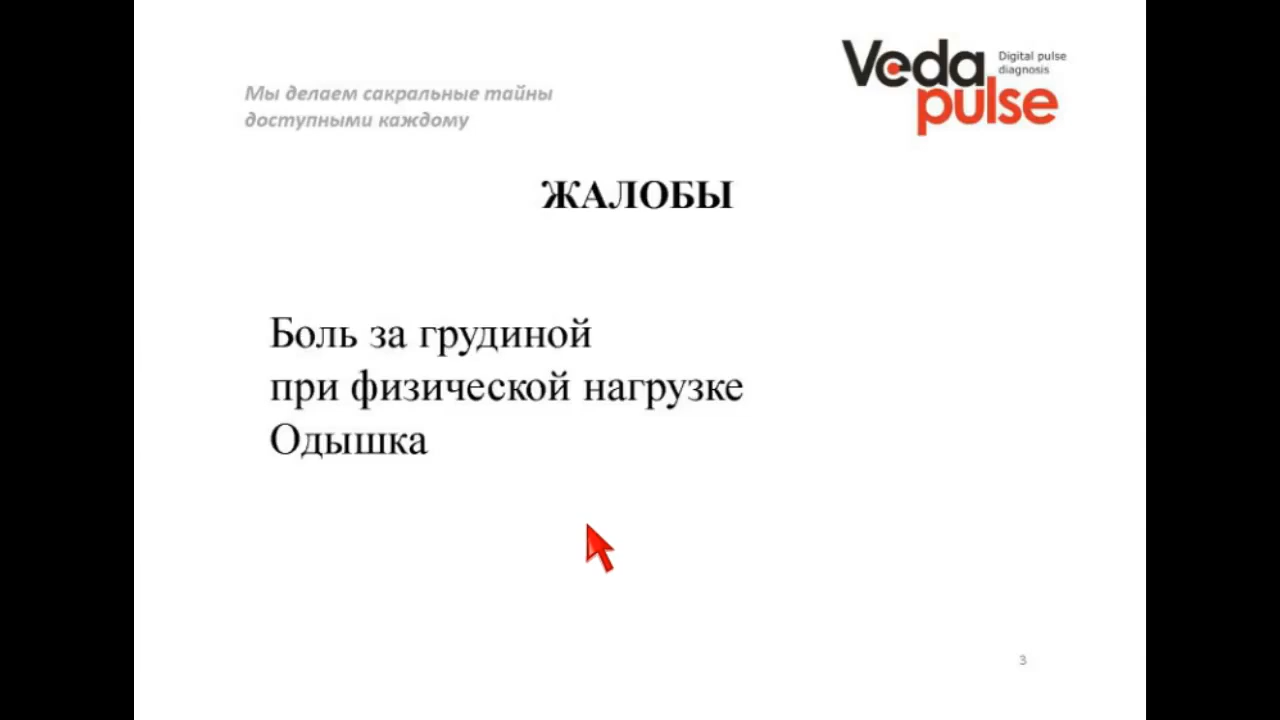 Мы делаем сакральные тайны
доступными каждому
Veda
pulse
Digital pulse
diagnosis
ЖАЛОБЫ
Боль за грудиной
при физической нагрузке
Одышка
3